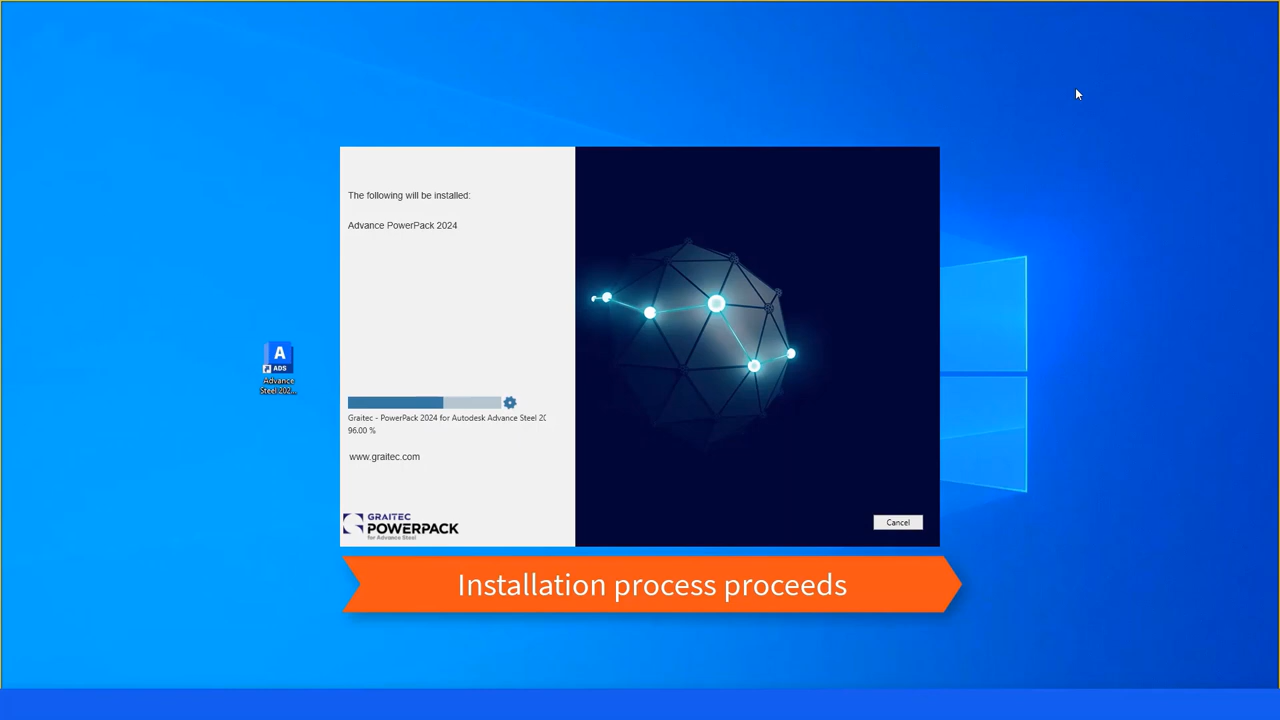 The following will be installed:
Advance PowerPack 2024
A
ADS
Advance
Steel 202...
Graitec - PowerPack 2024 for Autodesk Advance Steel 20
96.00 %
www.graitec.com
GRAITEC
POWERPACK
for Advance Steel
Cancel
Installation process proceeds